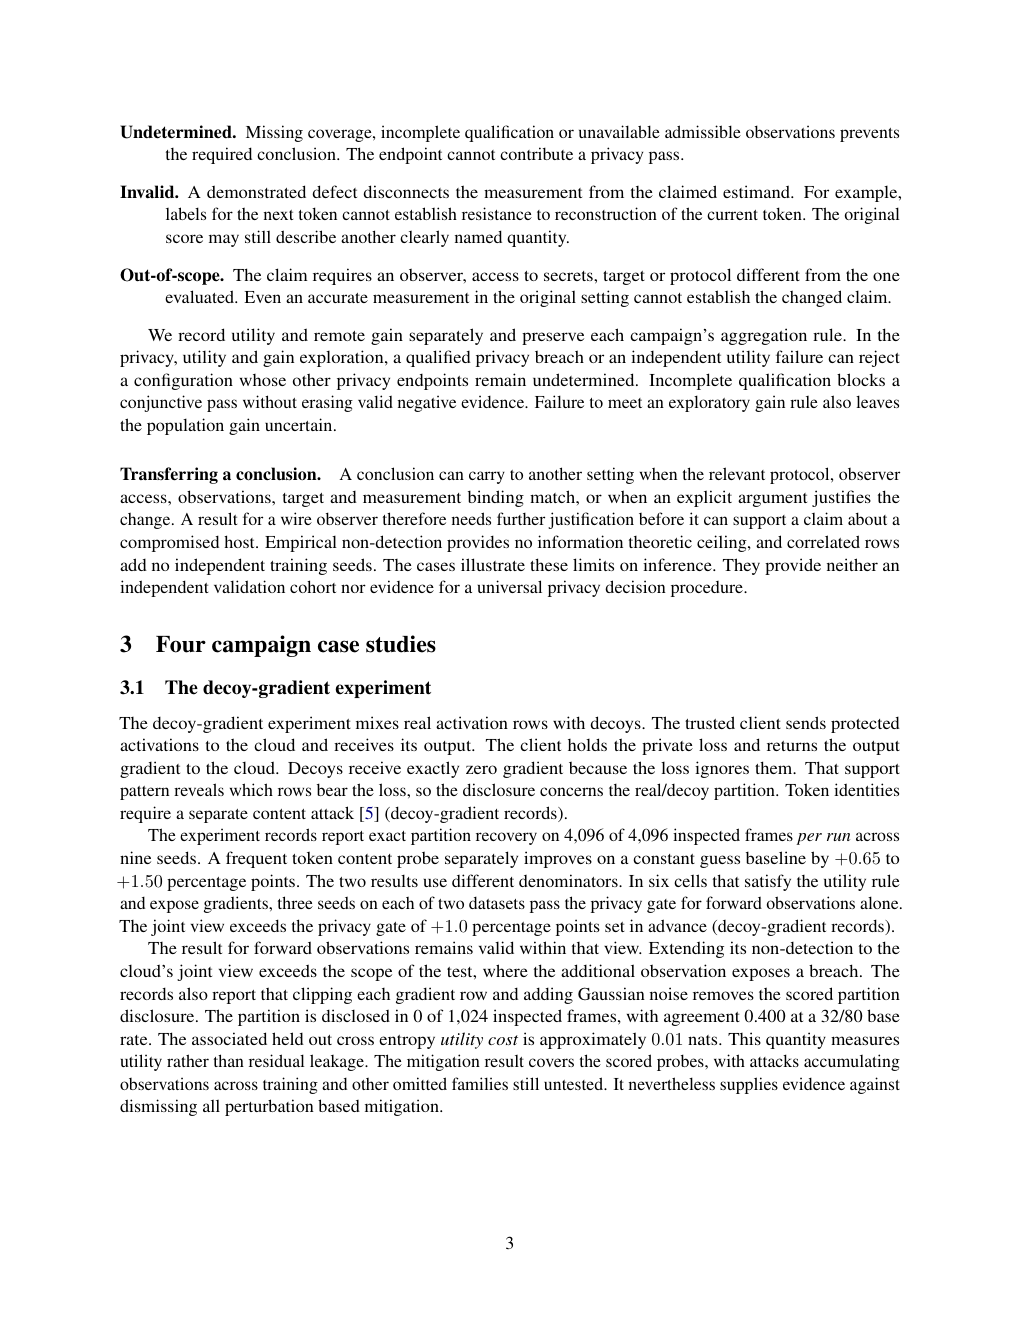 Undetermined. Missing coverage, incomplete qualification or unavailable admissible observations prevents
the required conclusion. The endpoint cannot contribute a privacy pass.
Invalid. A demonstrated defect disconnects the measurement from the claimed estimand. For example,
labels for the next token cannot establish resistance to reconstruction of the current token. The original
score may still describe another clearly named quantity.
Out-of-scope. The claim requires an observer, access to secrets, target or protocol different from the one
evaluated. Even an accurate measurement in the original setting cannot establish the changed claim.
We record utility and remote gain separately and preserve each campaign's aggregation rule. In the
privacy, utility and gain exploration, a qualified privacy breach or an independent utility failure can reject
a configuration whose other privacy endpoints remain undetermined. Incomplete qualification blocks a
conjunctive pass without erasing valid negative evidence. Failure to meet an exploratory gain rule also leaves
the population gain uncertain.
Transferring a conclusion. A conclusion can carry to another setting when the relevant protocol, observer
access, observations, target and measurement binding match, or when an explicit argument justifies the
change. A result for a wire observer therefore needs further justification before it can support a claim about a
compromised host. Empirical non-detection provides no information theoretic ceiling, and correlated rows
add no independent training seeds. The cases illustrate these limits on inference. They provide neither an
independent validation cohort nor evidence for a universal privacy decision procedure.
3 Four campaign case studies
3.1 The decoy-gradient experiment
The decoy-gradient experiment mixes real activation rows with decoys. The trusted client sends protected
activations to the cloud and receives its output. The client holds the private loss and returns the output
gradient to the cloud. Decoys receive exactly zero gradient because the loss ignores them. That support
pattern reveals which rows bear the loss, so the disclosure concerns the real/decoy partition. Token identities
require a separate content attack [5] (decoy-gradient records).
The experiment records report exact partition recovery on 4,096 of 4,096 inspected frames per run across
nine seeds. A frequent token content probe separately improves on a constant guess baseline by +0.65 to
+1.50 percentage points. The two results use different denominators. In six cells that satisfy the utility rule
and expose gradients, three seeds on each of two datasets pass the privacy gate for forward observations alone.
The joint view exceeds the privacy gate of +1.0 percentage points set in advance (decoy-gradient records).
The result for forward observations remains valid within that view. Extending its non-detection to the
cloud's joint view exceeds the scope of the test, where the additional observation exposes a breach. The
records also report that clipping each gradient row and adding Gaussian noise removes the scored partition
disclosure. The partition is disclosed in 0 of 1,024 inspected frames, with agreement 0.400 at a 32/80 base
rate. The associated held out cross entropy utility cost is approximately 0.01 nats. This quantity measures
utility rather than residual leakage. The mitigation result covers the scored probes, with attacks accumulating
observations across training and other omitted families still untested. It nevertheless supplies evidence against
dismissing all perturbation based mitigation.
3